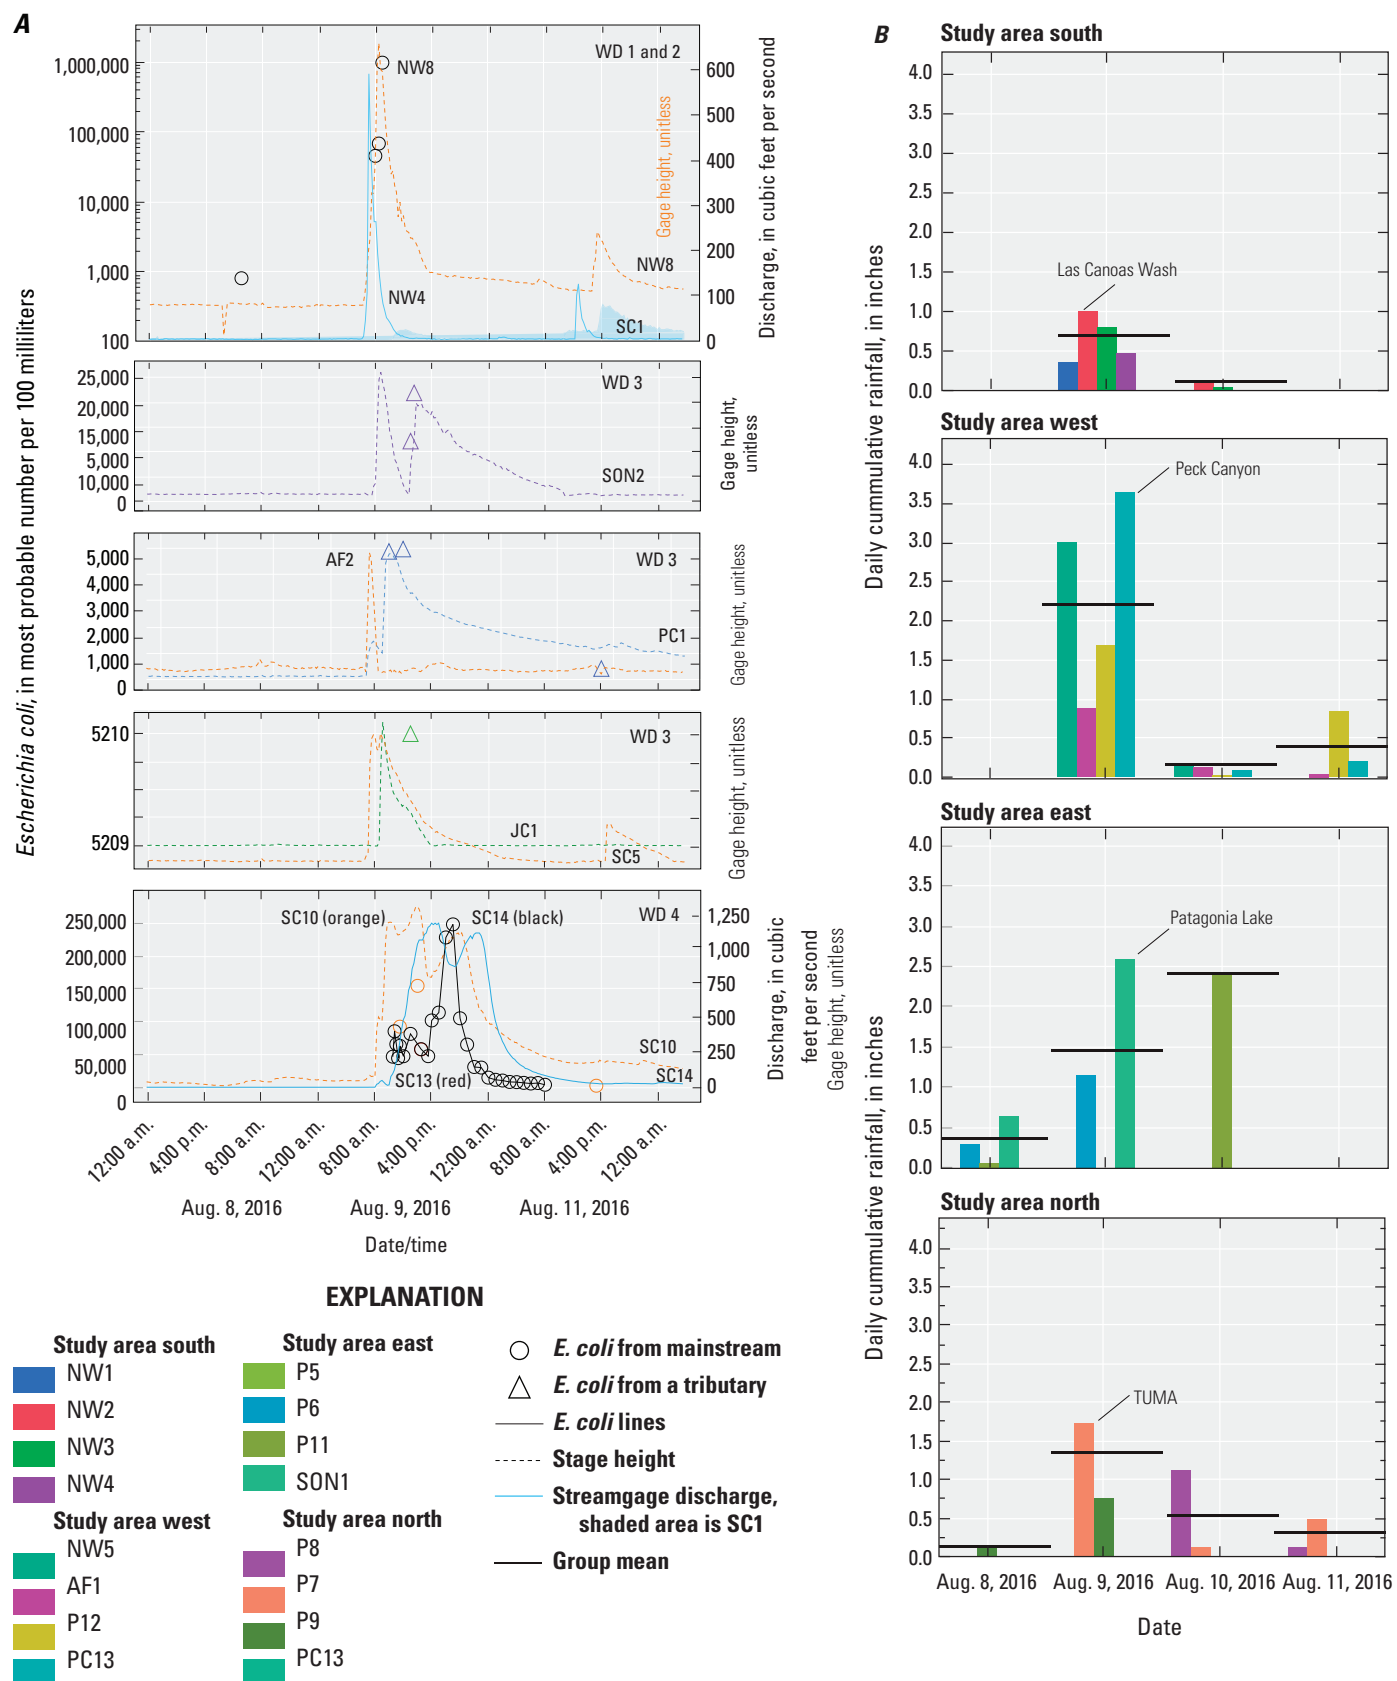 A
WD 1 and 2
NW8
NW8
NW4
SC1
1,000,000
100,000
10,000
1,000
100
600
500
400
300
200
100
0
Gage height, unitless
Discharge, in cubic feet per second
Escherichia coli, in most probable number per 100 milliliters
WD 3
SON2
25,000
20,000
15,000
5,000
10,000
0
Gage height,
unitless
AF2
WD 3
PC1
5,000
4,000
3,000
2,000
1,000
0
Gage height, unitless
WD 3
JC1
SC5
5210
5209
Gage height, unitless
SC10 (orange)
SC14 (black)
WD 4
SC13 (red)
SC10
SC14
250,000
200,000
150,000
100,000
50,000
0
1,250
1,000
750
500
250
0
Discharge, in cubic
feet per second
Gage height, unitless
12:00 a.m.
4:00 p.m.
8:00 a.m.
12:00 a.m.
8:00 a.m.
4:00 p.m.
12:00 a.m.
8:00 a.m.
4:00 p.m.
12:00 a.m.
Aug. 8, 2016
Aug. 9, 2016
Aug. 11, 2016
Date/time
B
Study area south
4.0
3.5
3.0
2.5
2.0
1.5
1.0
0.5
0.0
Las Canoas Wash
Study area west
4.0
3.5
3.0
2.5
2.0
1.5
1.0
0.5
0.0
Peck Canyon
Daily cummulative rainfall, in inches
Study area east
4.0
3.5
3.0
2.5
2.0
1.5
1.0
0.5
0.0
Patagonia Lake
Study area north
4.0
3.5
3.0
2.5
2.0
1.5
1.0
0.5
0.0
TUMA
Daily cummulative rainfall, in inches
Aug. 8, 2016
Aug. 9, 2016
Aug. 10, 2016
Aug. 11, 2016
Date
EXPLANATION
Study area south
NW1
NW2
NW3
NW4
Study area west
NW5
AF1
P12
PC13
Study area east
P5
P6
P11
SON1
Study area north
P8
P7
P9
PC13
E. coli from mainstream
E. coli from a tributary
E. coli lines
Stage height
Streamgage discharge,
shaded area is SC1
Group mean